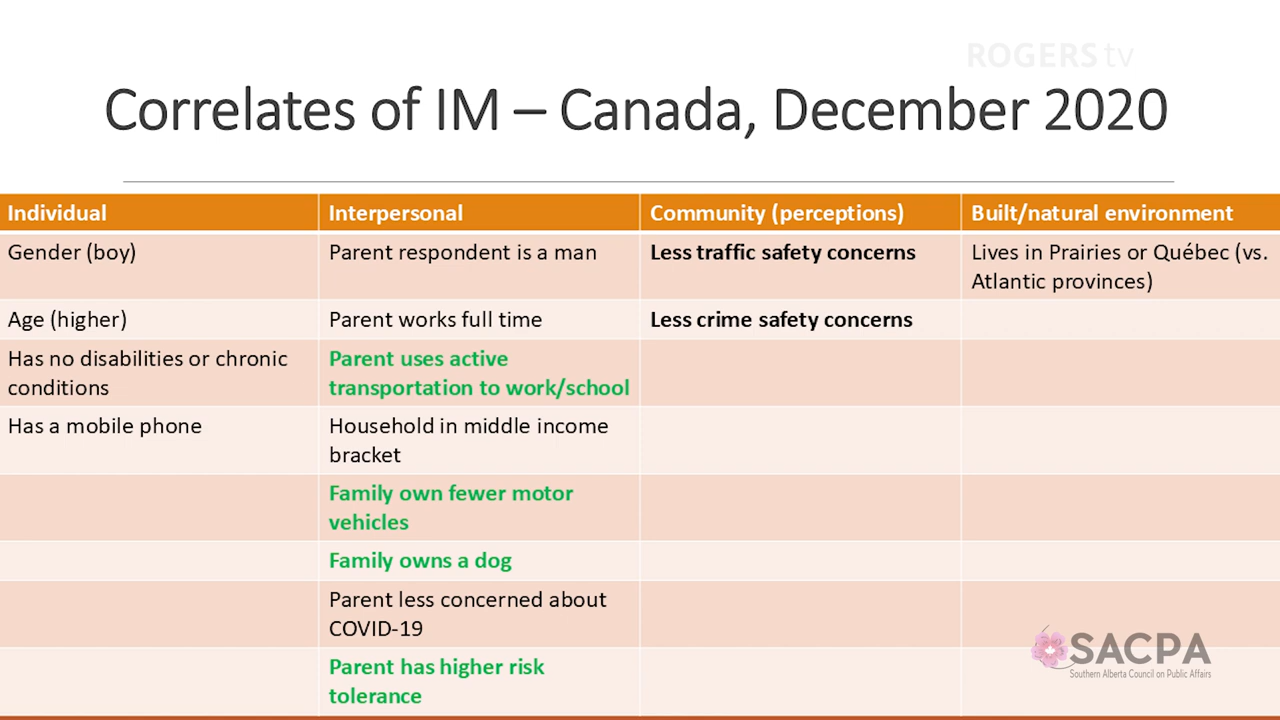 ROGERS tv
Correlates of IM – Canada, December 2020
Individual
Interpersonal
Community (perceptions)
Built/natural environment
Gender (boy)
Parent respondent is a man
Less traffic safety concerns
Lives in Prairies or Québec (vs.
Atlantic provinces)
Age (higher)
Parent works full time
Less crime safety concerns
Has no disabilities or chronic
conditions
Parent uses active
transportation to work/school
Has a mobile phone
Household in middle income
bracket
Family own fewer motor
vehicles
Family owns a dog
Parent less concerned about
COVID-19
Parent has higher risk
tolerance
SACPA
Southern Alberta Council on Public Affairs